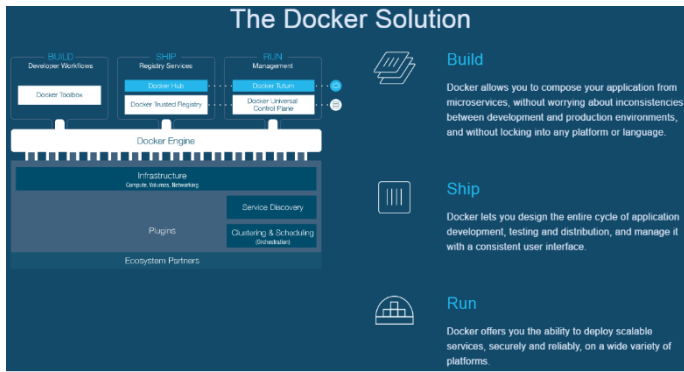 The Docker Solution
BUILD
Developer Workflows
Docker Toolbox
SHIP
Registry Services
Docker Hub
Docker Trusted Registry
RUN
Management
Docker Tutum
Docker Universal
Control Plane
Docker Engine
Infrastructure
Compute, Volumes, Networking
Service Discovery
Plugins
Clustering & Scheduling
(Orchestration)
Ecosystem Partners
Build
Docker allows you to compose your application from
microservices, without worrying about inconsistencies
between development and production environments,
and without locking into any platform or language.
Ship
Docker lets you design the entire cycle of application
development, testing and distribution, and manage it
with a consistent user interface.
Run
Docker offers you the ability to deploy scalable
services, securely and reliably, on a wide variety of
platforms.